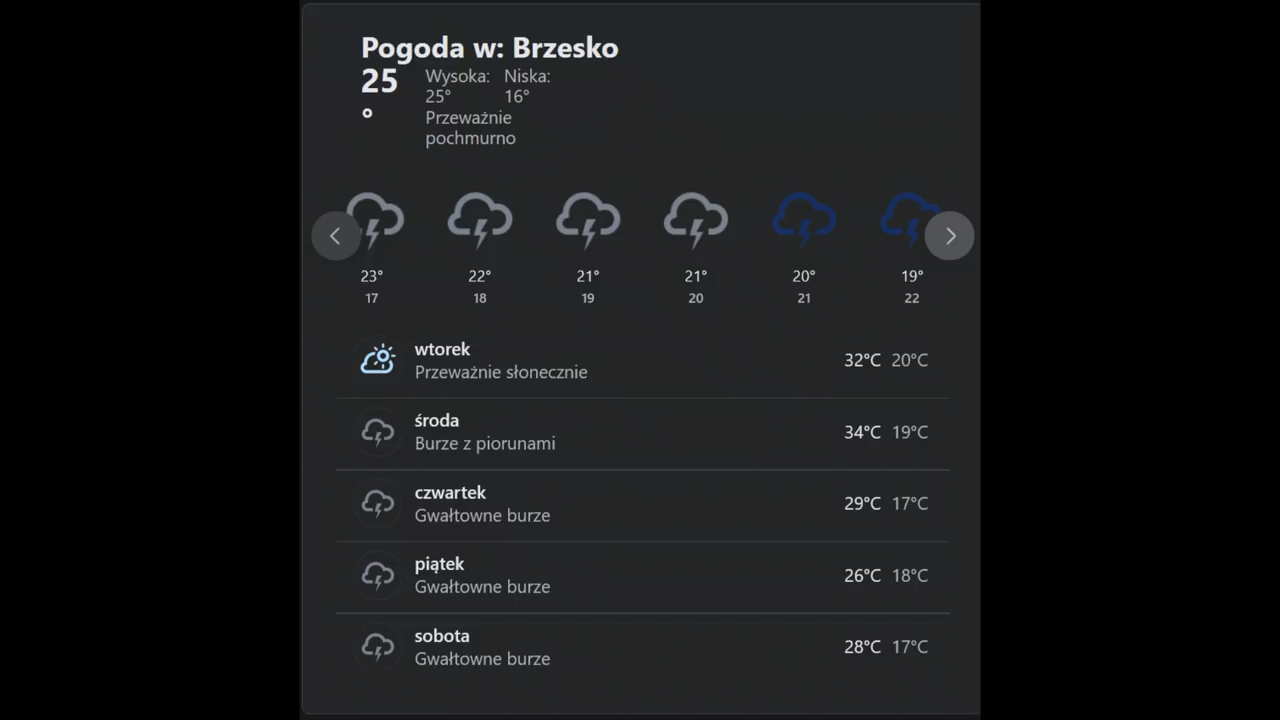 Pogoda w: Brzesko
25 Wysoka: Niska:
° 25° 16°
Przeważnie
pochmurno
23° 22° 21° 21° 20° 19°
17 18 19 20 21 22
wtorek
Przeważnie słonecznie
32°C 20°C
środa
Burze z piorunami
34°C 19°C
czwartek
Gwałtowne burze
29°C 17°C
piątek
Gwałtowne burze
26°C 18°C
sobota
Gwałtowne burze
28°C 17°C